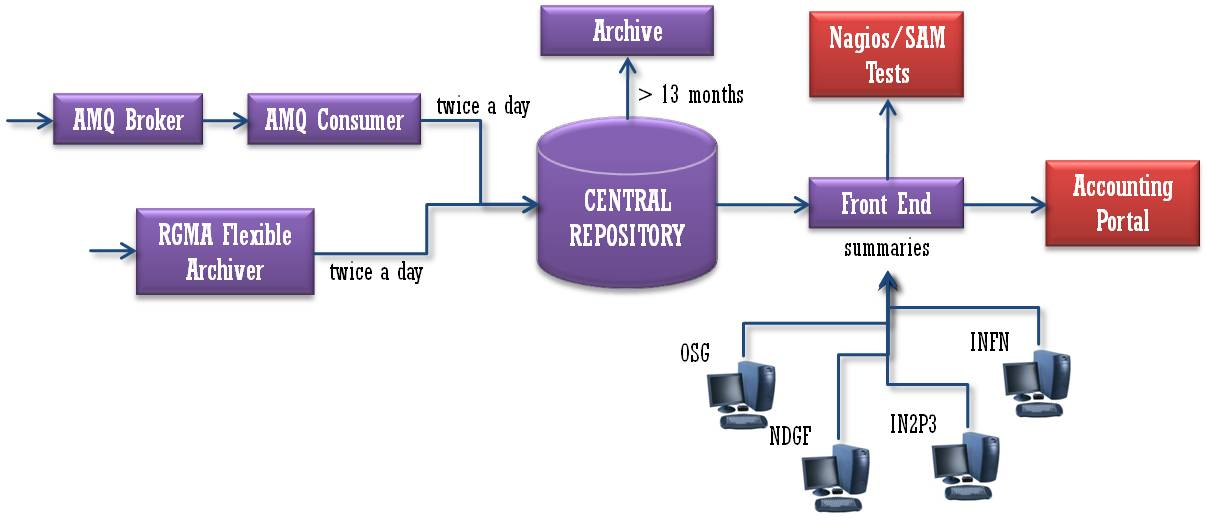 Archive
Nagios/SAM
Tests
> 13 months
twice a day
AMQ Broker
AMQ Consumer
CENTRAL
REPOSITORY
Front End
summaries
Accounting
Portal
RGMA Flexible
Archiver
twice a day
OSG
INFN
NDGF
IN2P3